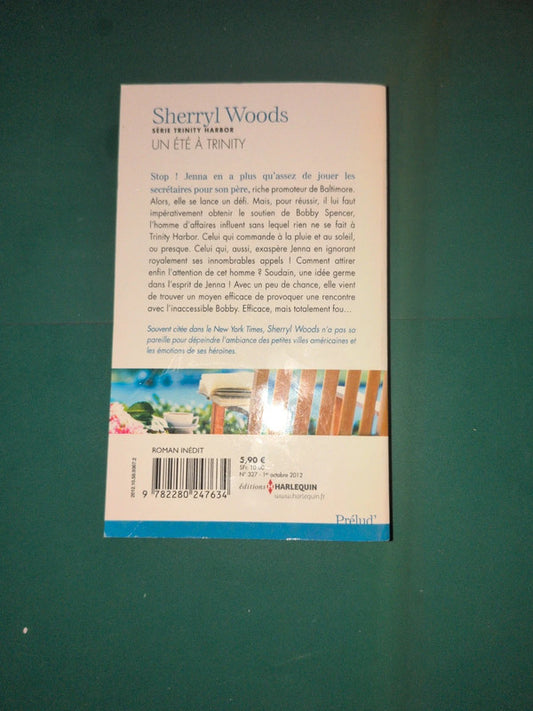 Sherryl Woods
SÉRIE TRINITY HARBOR
UN ÉTÉ À TRINITY
Stop ! Jenna en a plus qu'assez de jouer les
secrétaires pour son père, riche promoteur de Baltimore.
Alors, elle se lance un défi. Mais, pour réussir, il lui faut
impérativement obtenir le soutien de Bobby Spencer,
l'homme d'affaires influent sans lequel rien ne se fait à
Trinity Harbor. Celui qui commande à la pluie et au soleil,
ou presque. Celui qui, aussi, exaspère Jenna en ignorant
royalement ses innombrables appels ! Comment attirer
enfin l'attention de cet homme ? Soudain, une idée germe
dans l'esprit de Jenna ! Avec un peu de chance, elle vient
de trouver un moyen efficace de provoquer une rencontre
avec l'inaccessible Bobby. Efficace, mais totalement fou...
Souvent citée dans le New York Times, Sherryl Woods n'a pas sa
pareille pour dépeindre l'ambiance des petites villes américaines et
les émotions de ses héroïnes.
ROMAN INÉDIT
2012.10.58.3087.2
9 782280 247634
5,90 €
SFr. 10.60
N° 327 - 1er octobre 2012
éditions HARLEQUIN
www.harlequin.fr
Prélud'